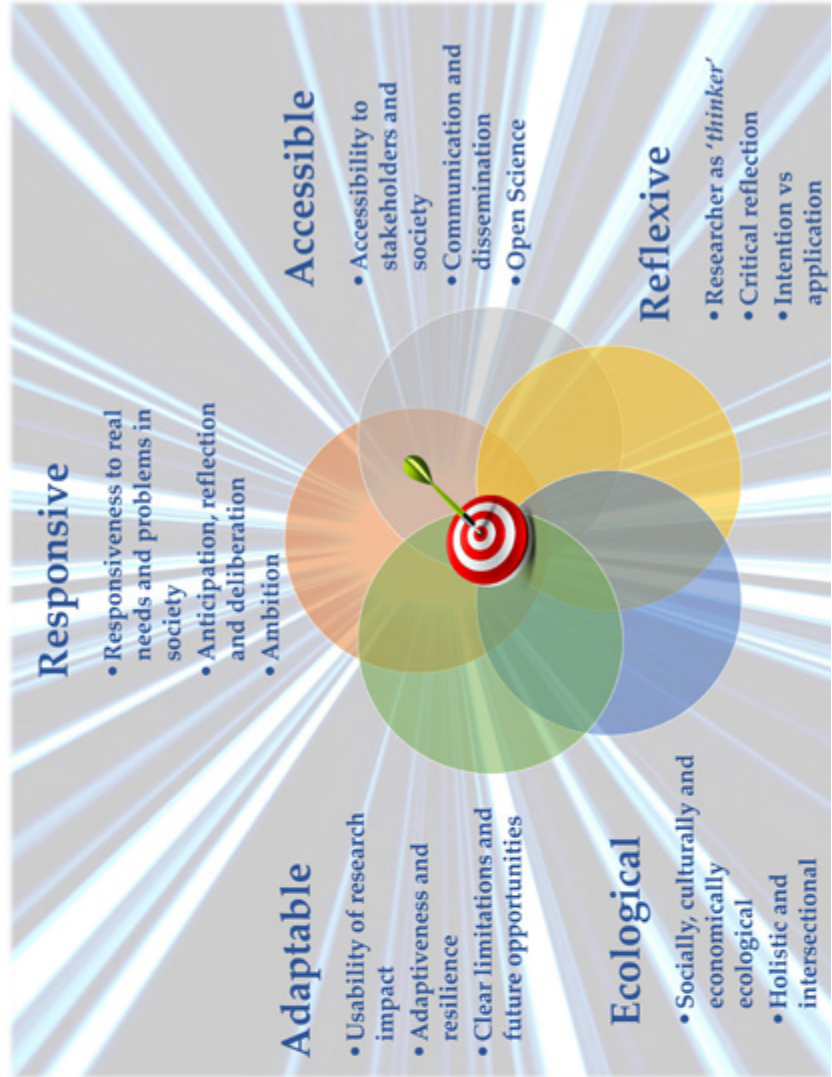 Responsive
• Responsiveness to real
needs and problems in
society
• Anticipation, reflection
and deliberation
• Ambition
Accessible
• Accessibility to
stakeholders and
society
• Communication and
dissemination
• Open Science
Reflexive
• Researcher as 'thinker'
• Critical reflection
• Intention vs
application
Ecological
• Socially, culturally and
economically
ecological
• Holistic and
intersectional
Adaptable
• Usability of research
impact
• Adaptiveness and
resilience
• Clear limitations and
future opportunities